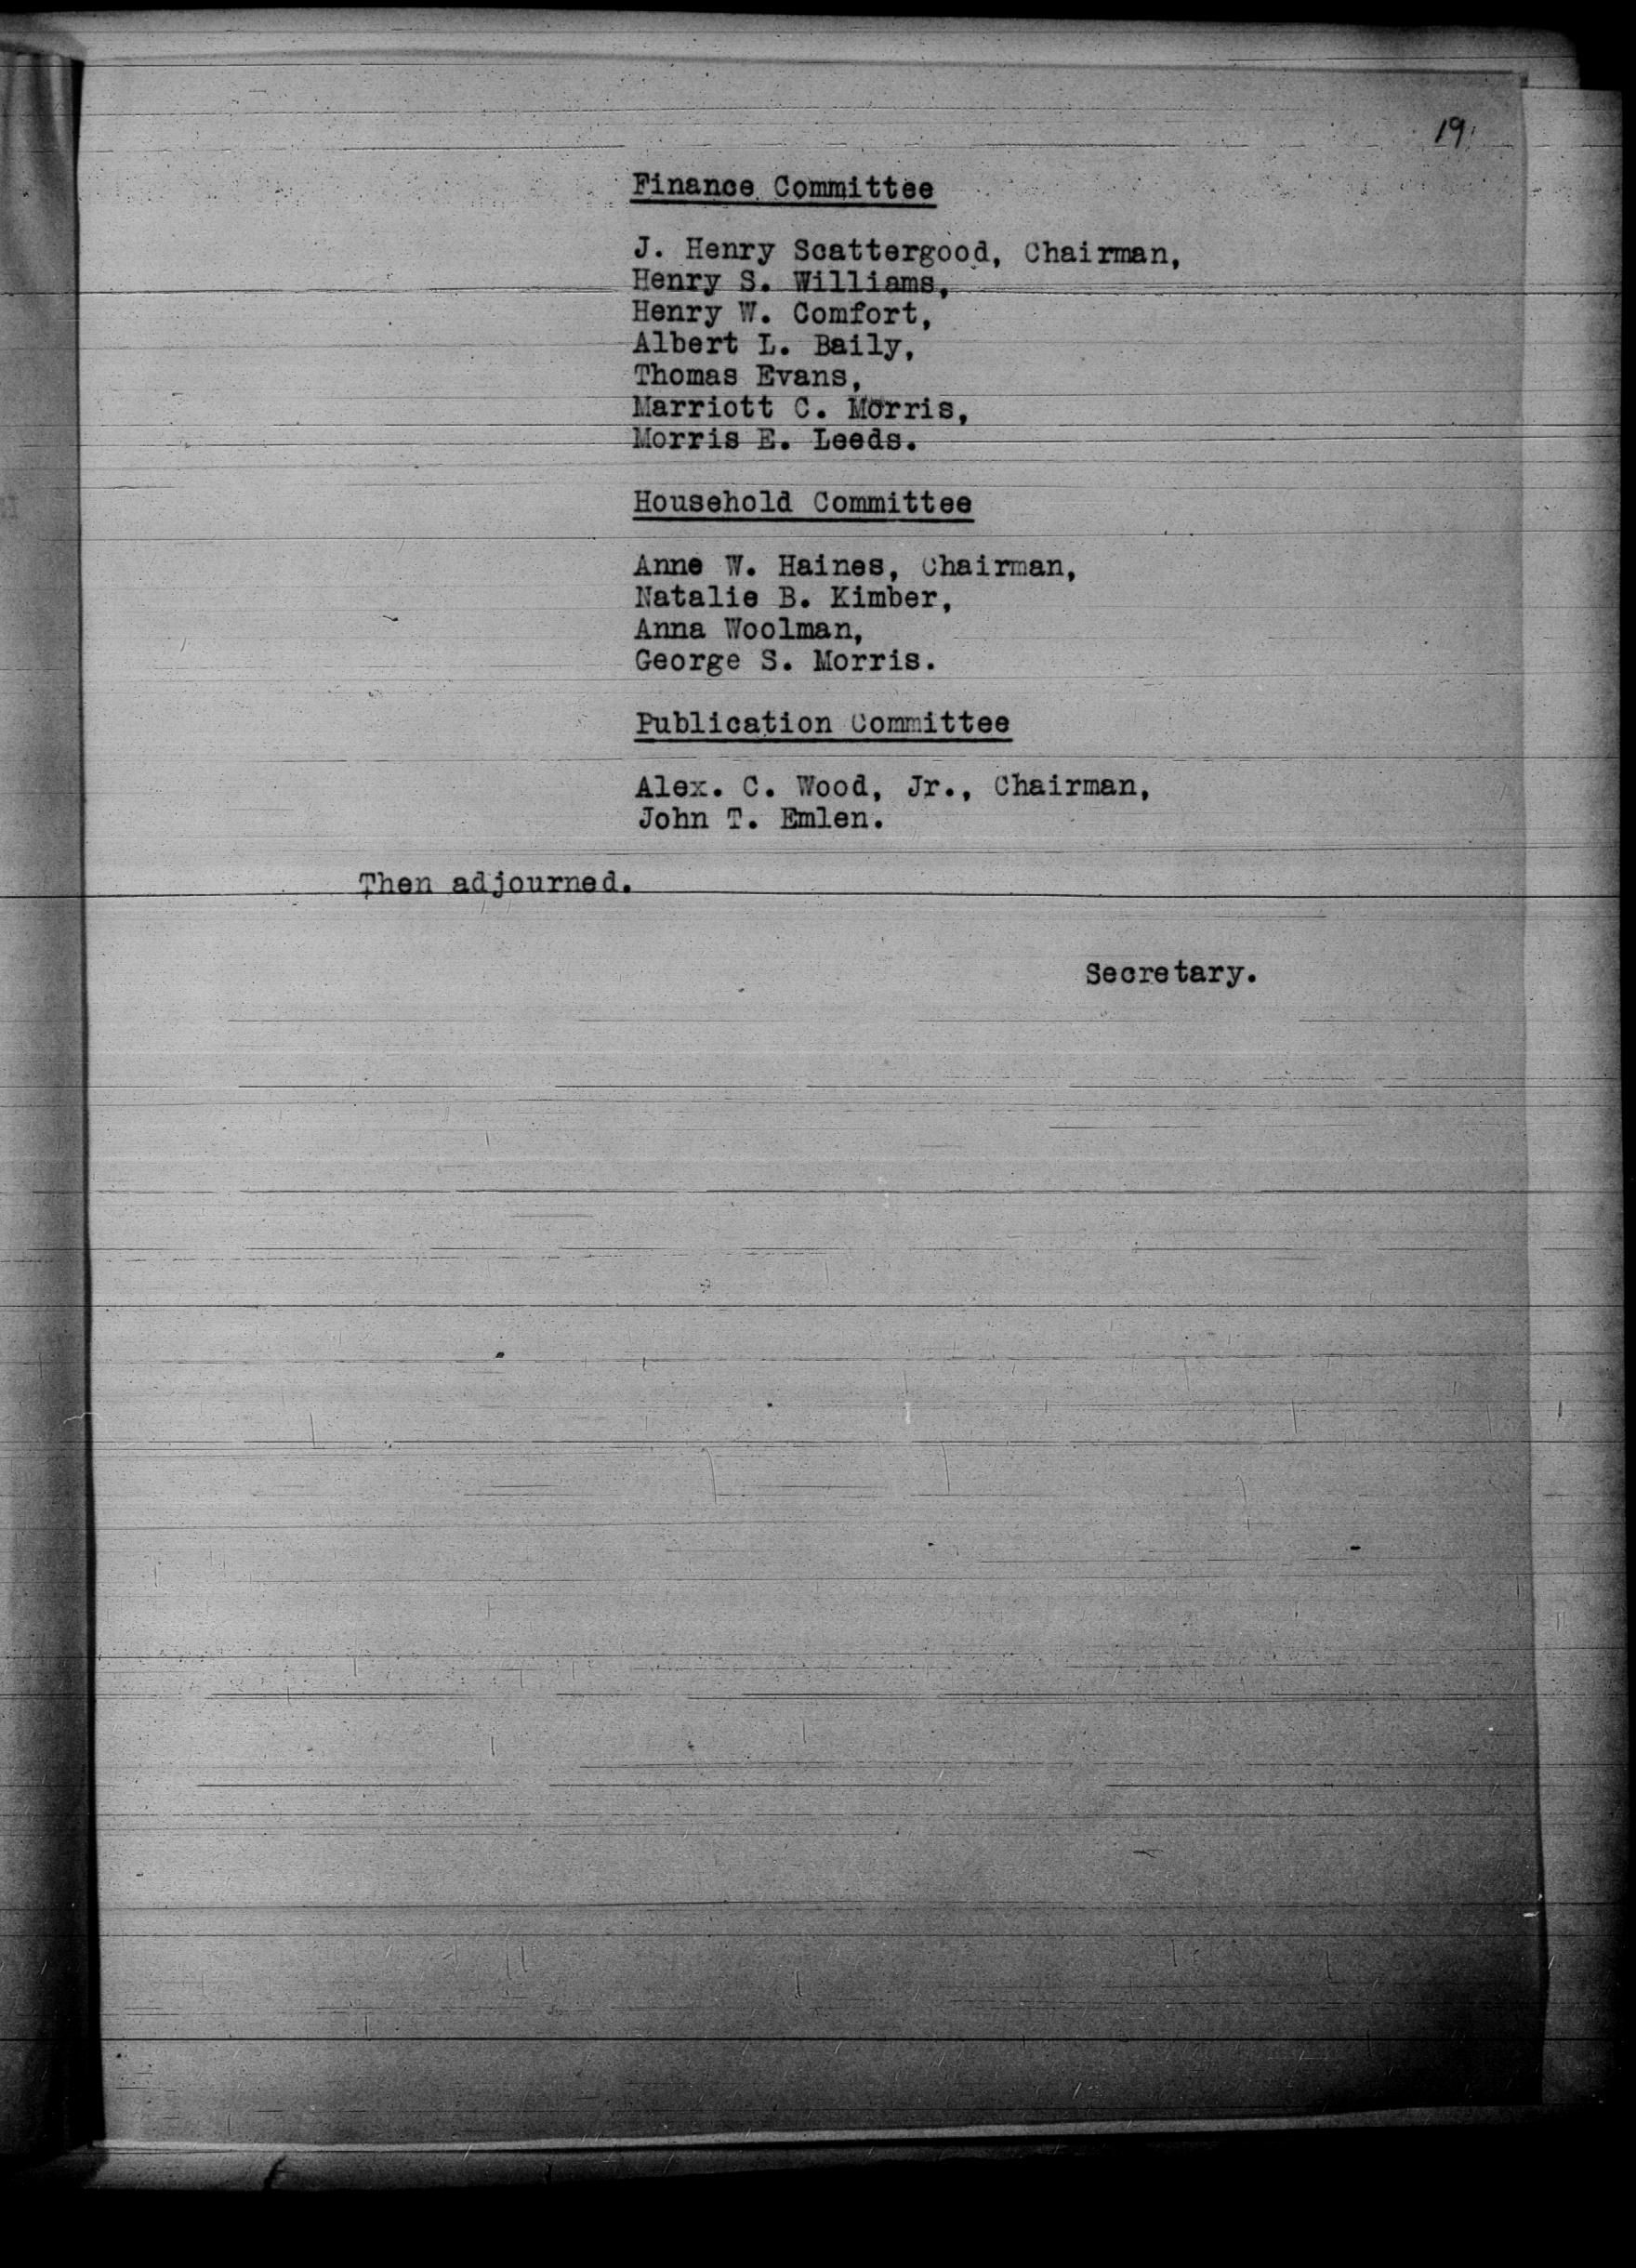 19.
Finance Committee
J. Henry Scattergood, Chairman,
Henry S. Williams,
Henry W. Comfort,
Albert L. Baily,
Thomas Evans,
Marriott C. Morris,
Morris E. Leeds.
Household Committee
Anne W. Haines, Chairman,
Natalie B. Kimber,
Anna Woolman,
George S. Morris.
Publication Committee
Alex. C. Wood, Jr., Chairman,
John T. Emlen.
Then adjourned.
Secretary.